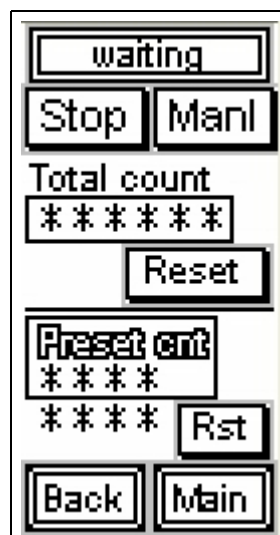 waiting
Stop Manl
Total count
******
Reset
Preset cnt
****
**** Rst
Back Main